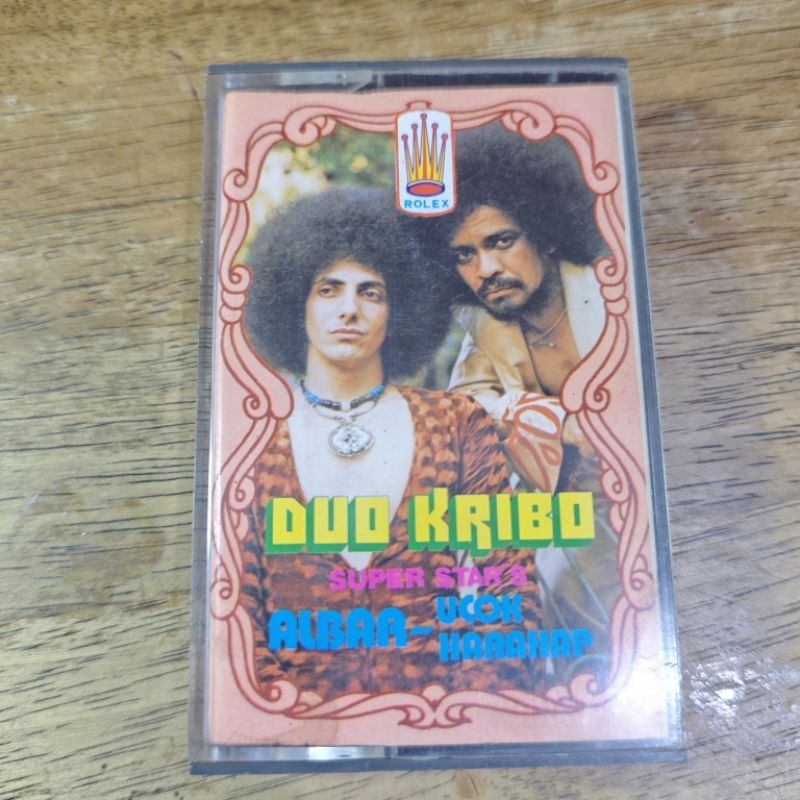 ROLEX
DUO KRIBO
SUPER STAR'S
ALBAR - UCOK
HARAHAP